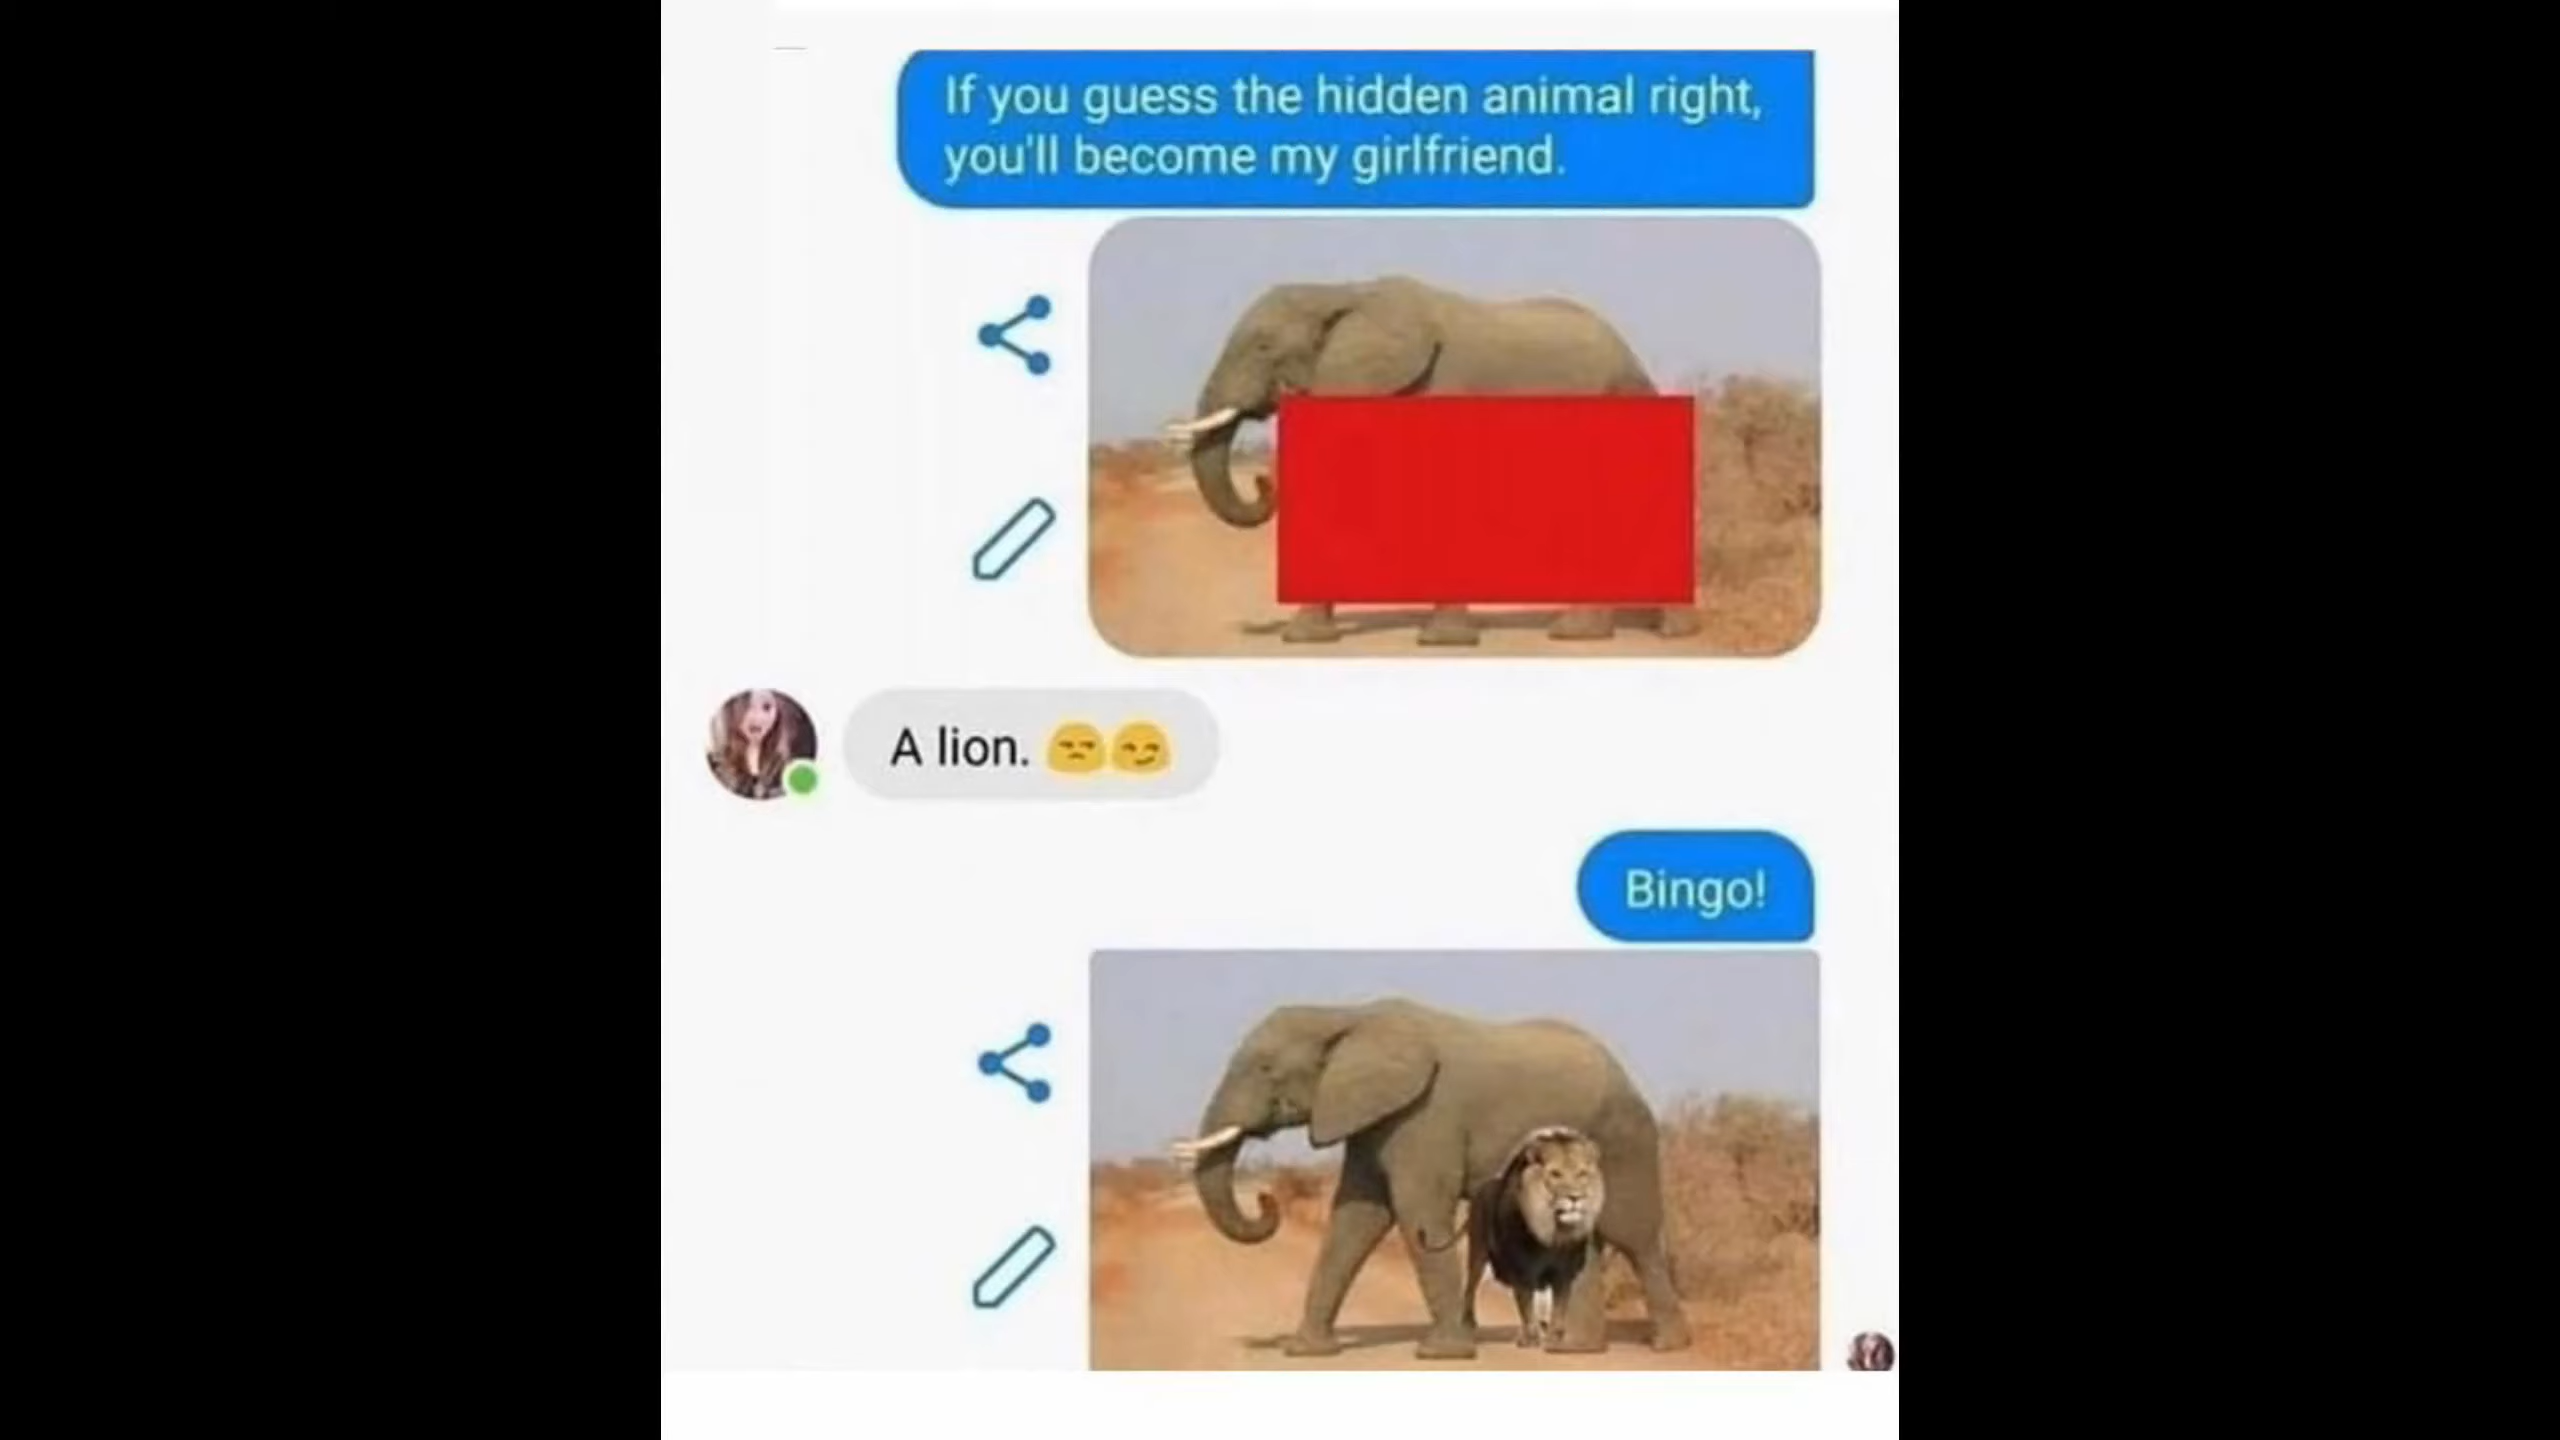 If you guess the hidden animal right,
you'll become my girlfriend.
A lion. 😒😏
Bingo!